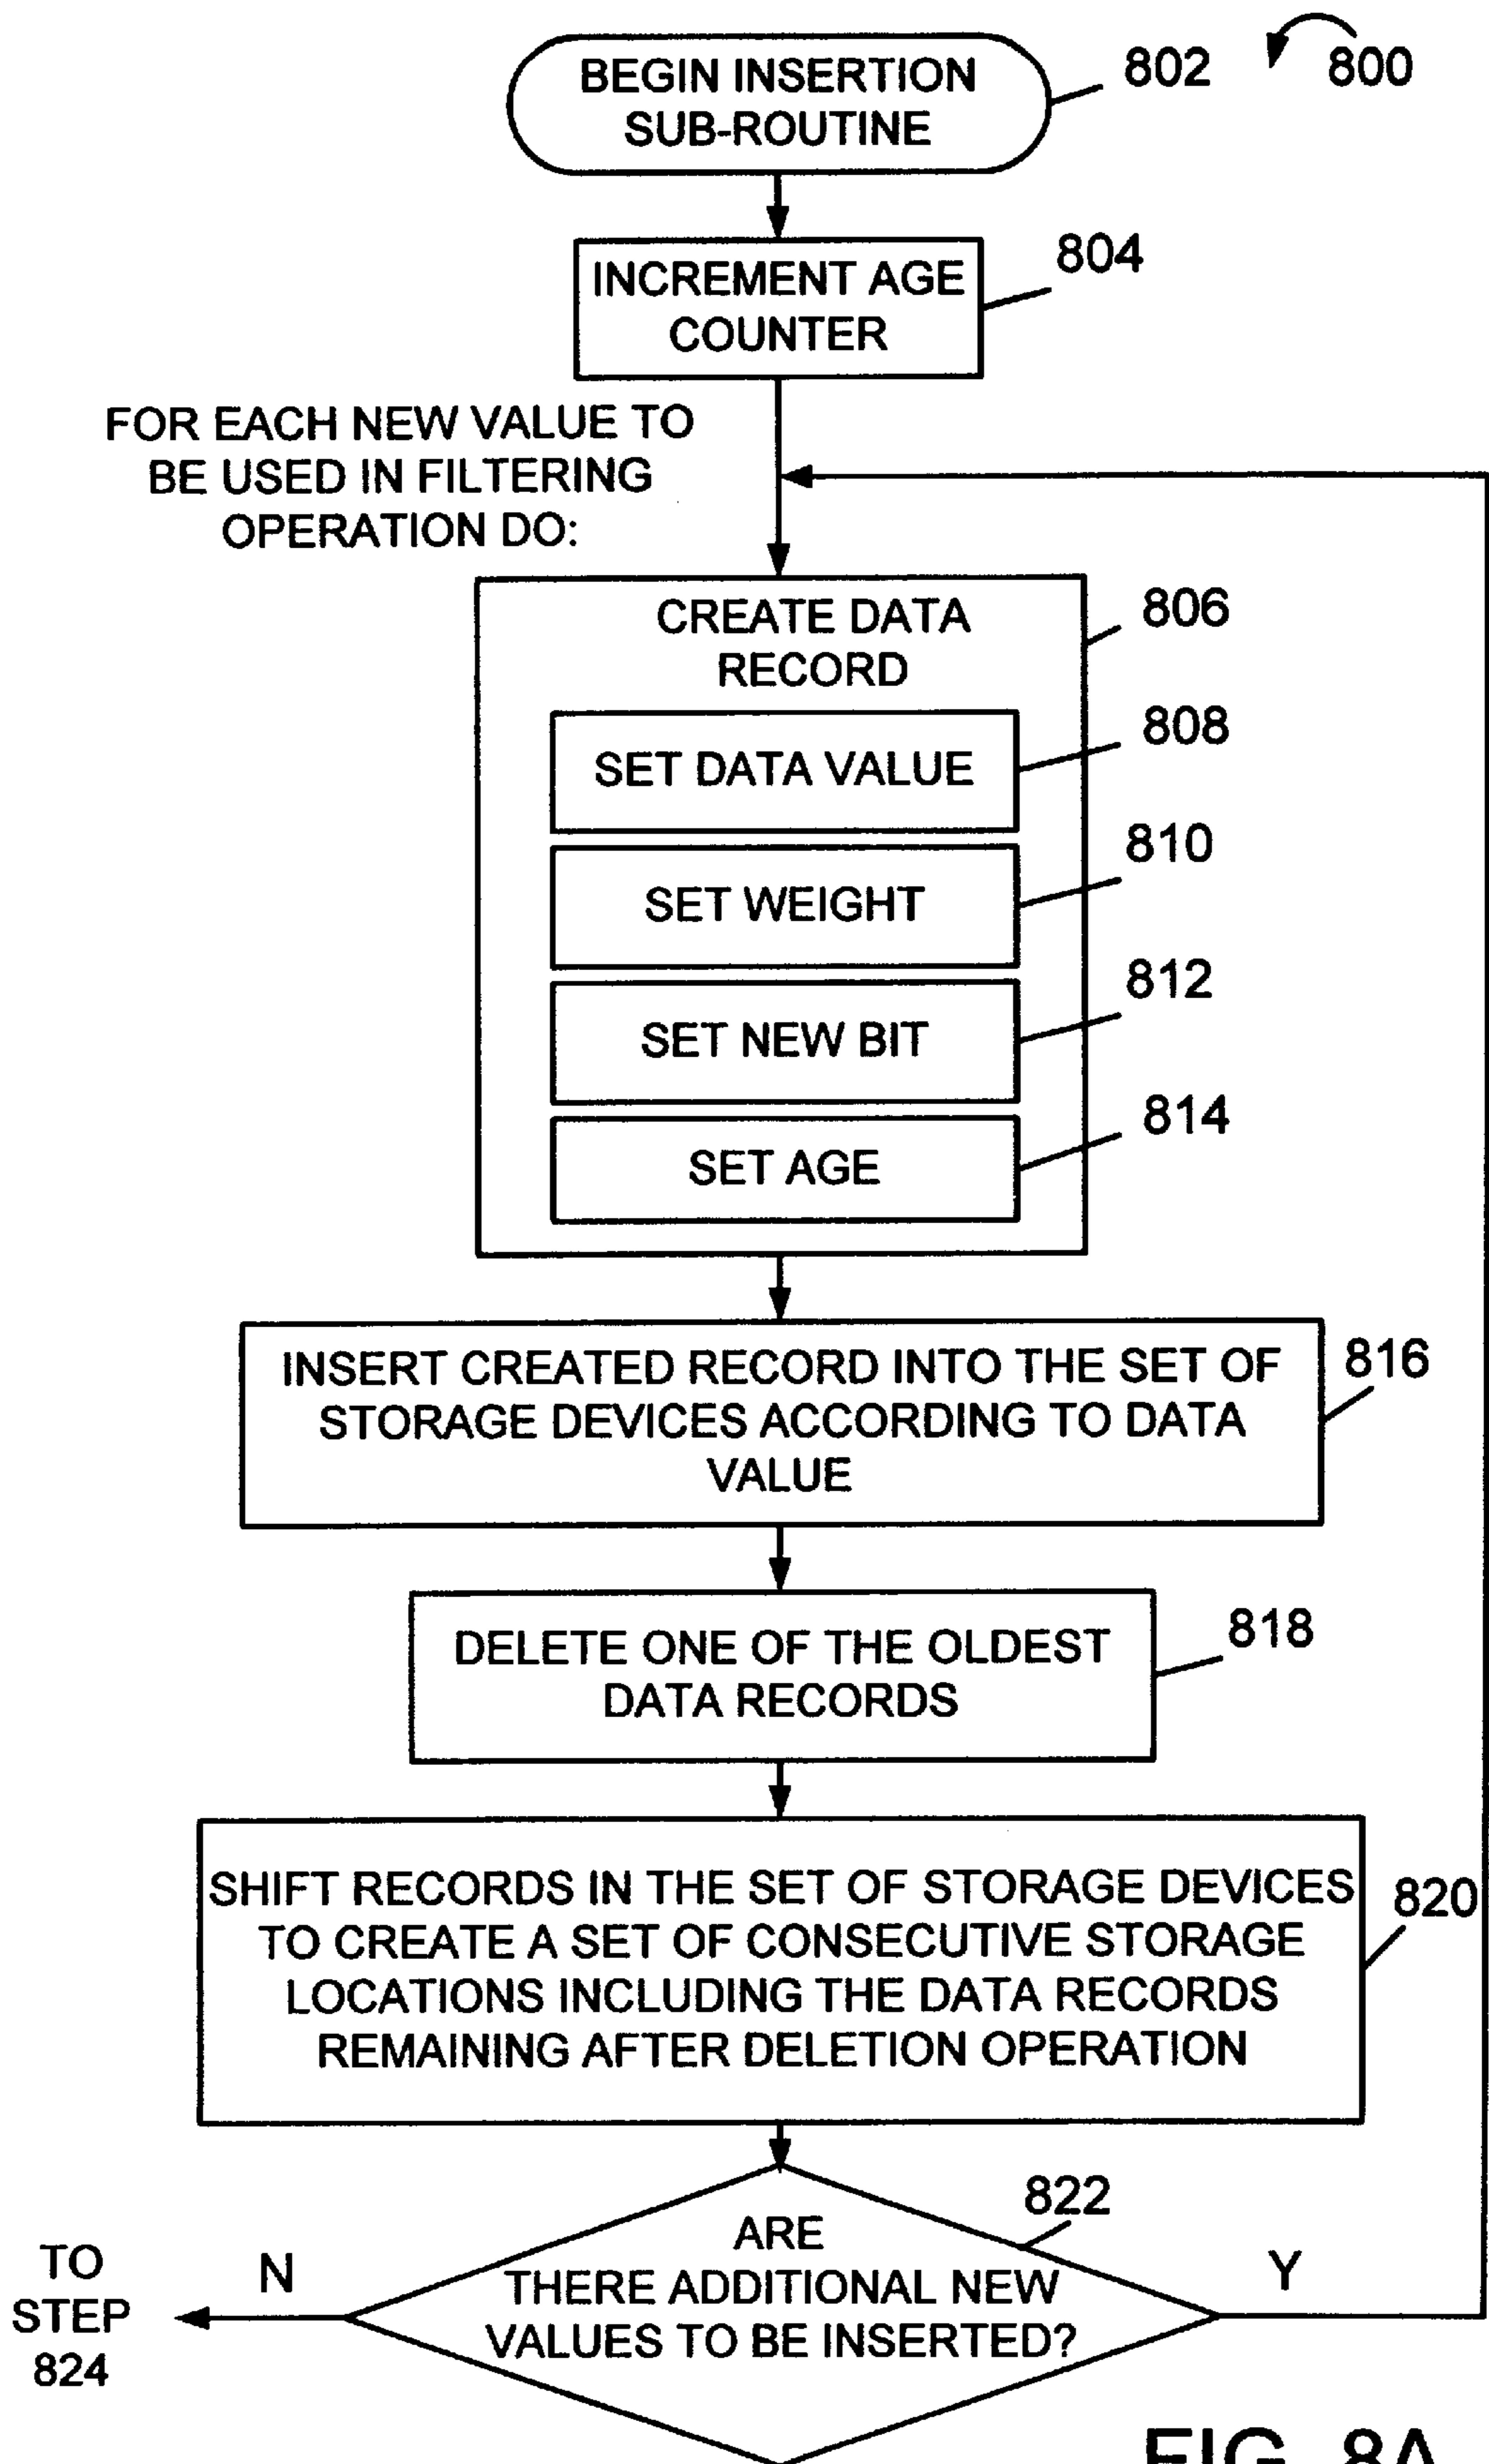 BEGIN INSERTION
SUB-ROUTINE
802
800
INCREMENT AGE
COUNTER
804
FOR EACH NEW VALUE TO
BE USED IN FILTERING
OPERATION DO:
CREATE DATA
RECORD
806
SET DATA VALUE
808
SET WEIGHT
810
SET NEW BIT
812
SET AGE
814
INSERT CREATED RECORD INTO THE SET OF
STORAGE DEVICES ACCORDING TO DATA
VALUE
816
DELETE ONE OF THE OLDEST
DATA RECORDS
818
SHIFT RECORDS IN THE SET OF STORAGE DEVICES
TO CREATE A SET OF CONSECUTIVE STORAGE
LOCATIONS INCLUDING THE DATA RECORDS
REMAINING AFTER DELETION OPERATION
820
ARE
THERE ADDITIONAL NEW
VALUES TO BE INSERTED?
822
Y
N
TO
STEP
824
FIG. 8A